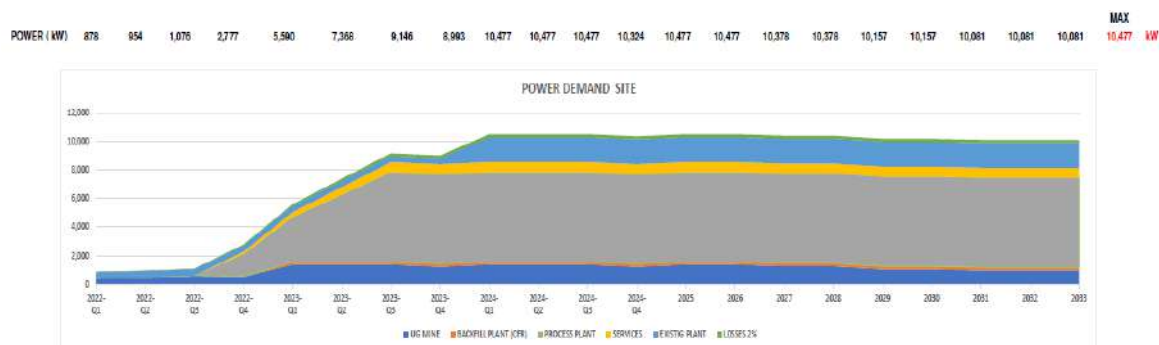 MAX
POWER (kW) 878 954 1,076 2,777 5,590 7,368 9,146 8,993 10,477 10,477 10,477 10,324 10,477 10,477 10,378 10,378 10,157 10,157 10,081 10,081 10,081 10,477 kW
POWER DEMAND SITE
12,000
10,000
8,000
6,000
4,000
2,000
0
2022-Q1 2022-Q2 2022-Q3 2022-Q4 2023-Q1 2023-Q2 2023-Q3 2023-Q4 2024-Q1 2024-Q2 2024-Q3 2024-Q4 2025 2026 2027 2028 2029 2030 2031 2032 2033
UG MINE BACKFILL PLANT (CFR) PROCESS PLANT SERVICES EXISTIG PLANT LOSSES 2%